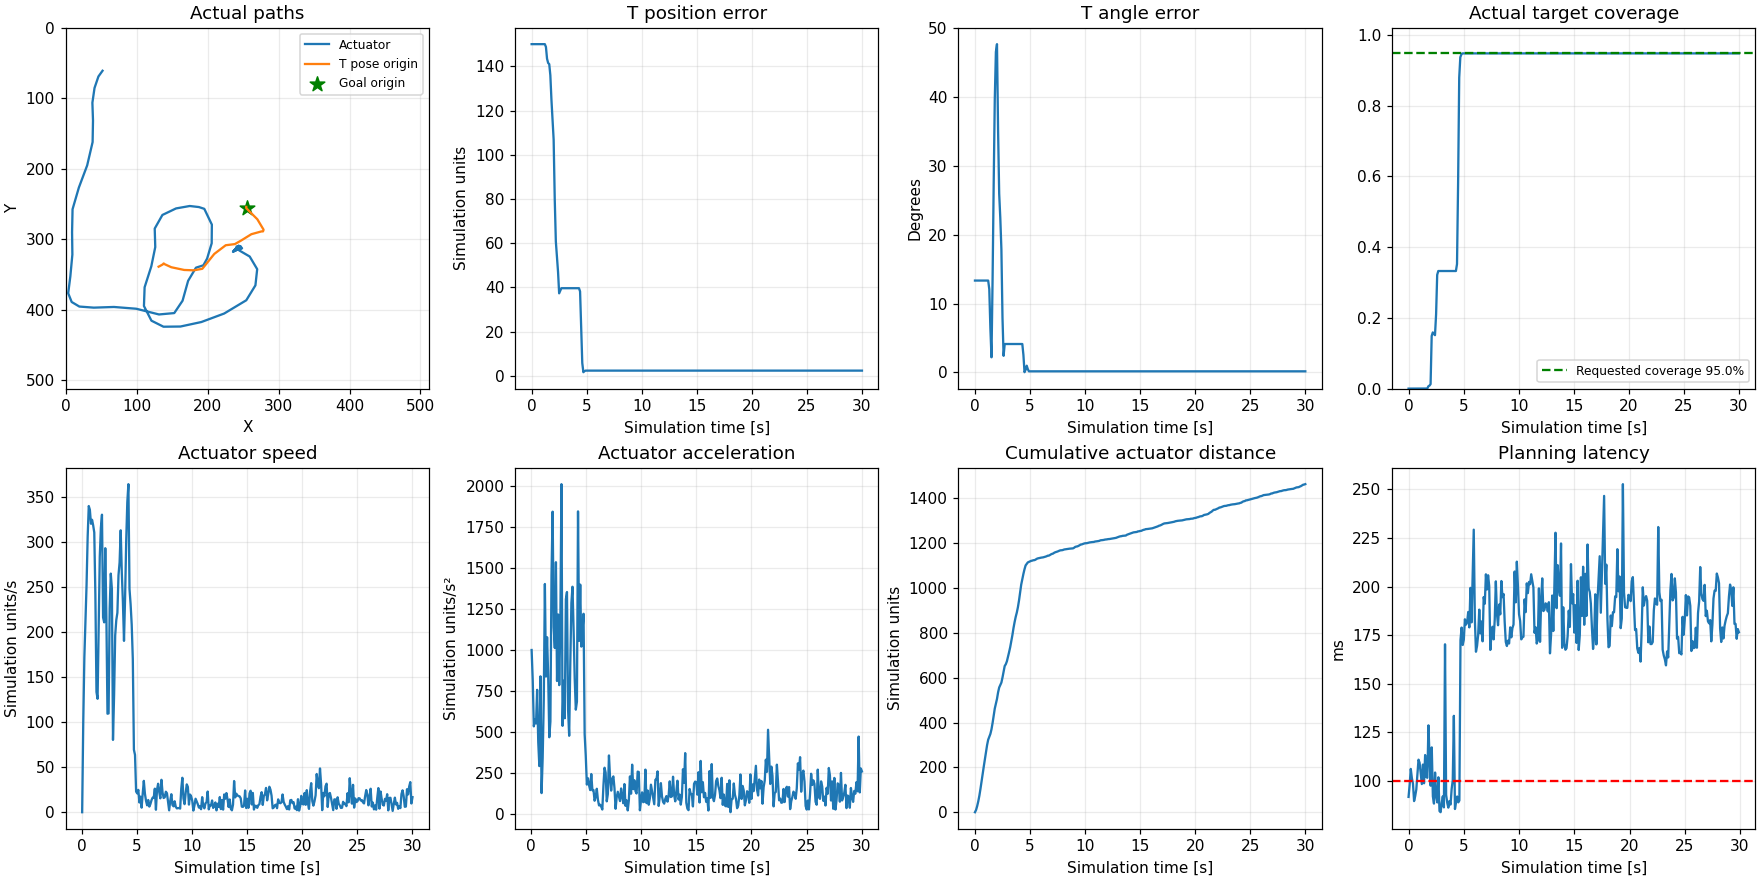 Actual paths
Y
0
100
200
300
400
500
0 100 200 300 400 500
X
Actuator
T pose origin
Goal origin
T position error
Simulation units
140
120
100
80
60
40
20
0
0 5 10 15 20 25 30
Simulation time [s]
T angle error
Degrees
50
40
30
20
10
0
0 5 10 15 20 25 30
Simulation time [s]
Actual target coverage
1.0
0.8
0.6
0.4
0.2
0.0
0 5 10 15 20 25 30
Simulation time [s]
Requested coverage 95.0%
Actuator speed
Simulation units/s
350
300
250
200
150
100
50
0
0 5 10 15 20 25 30
Simulation time [s]
Actuator acceleration
Simulation units/s²
2000
1750
1500
1250
1000
750
500
250
0
0 5 10 15 20 25 30
Simulation time [s]
Cumulative actuator distance
Simulation units
1400
1200
1000
800
600
400
200
0
0 5 10 15 20 25 30
Simulation time [s]
Planning latency
ms
250
225
200
175
150
125
100
0 5 10 15 20 25 30
Simulation time [s]